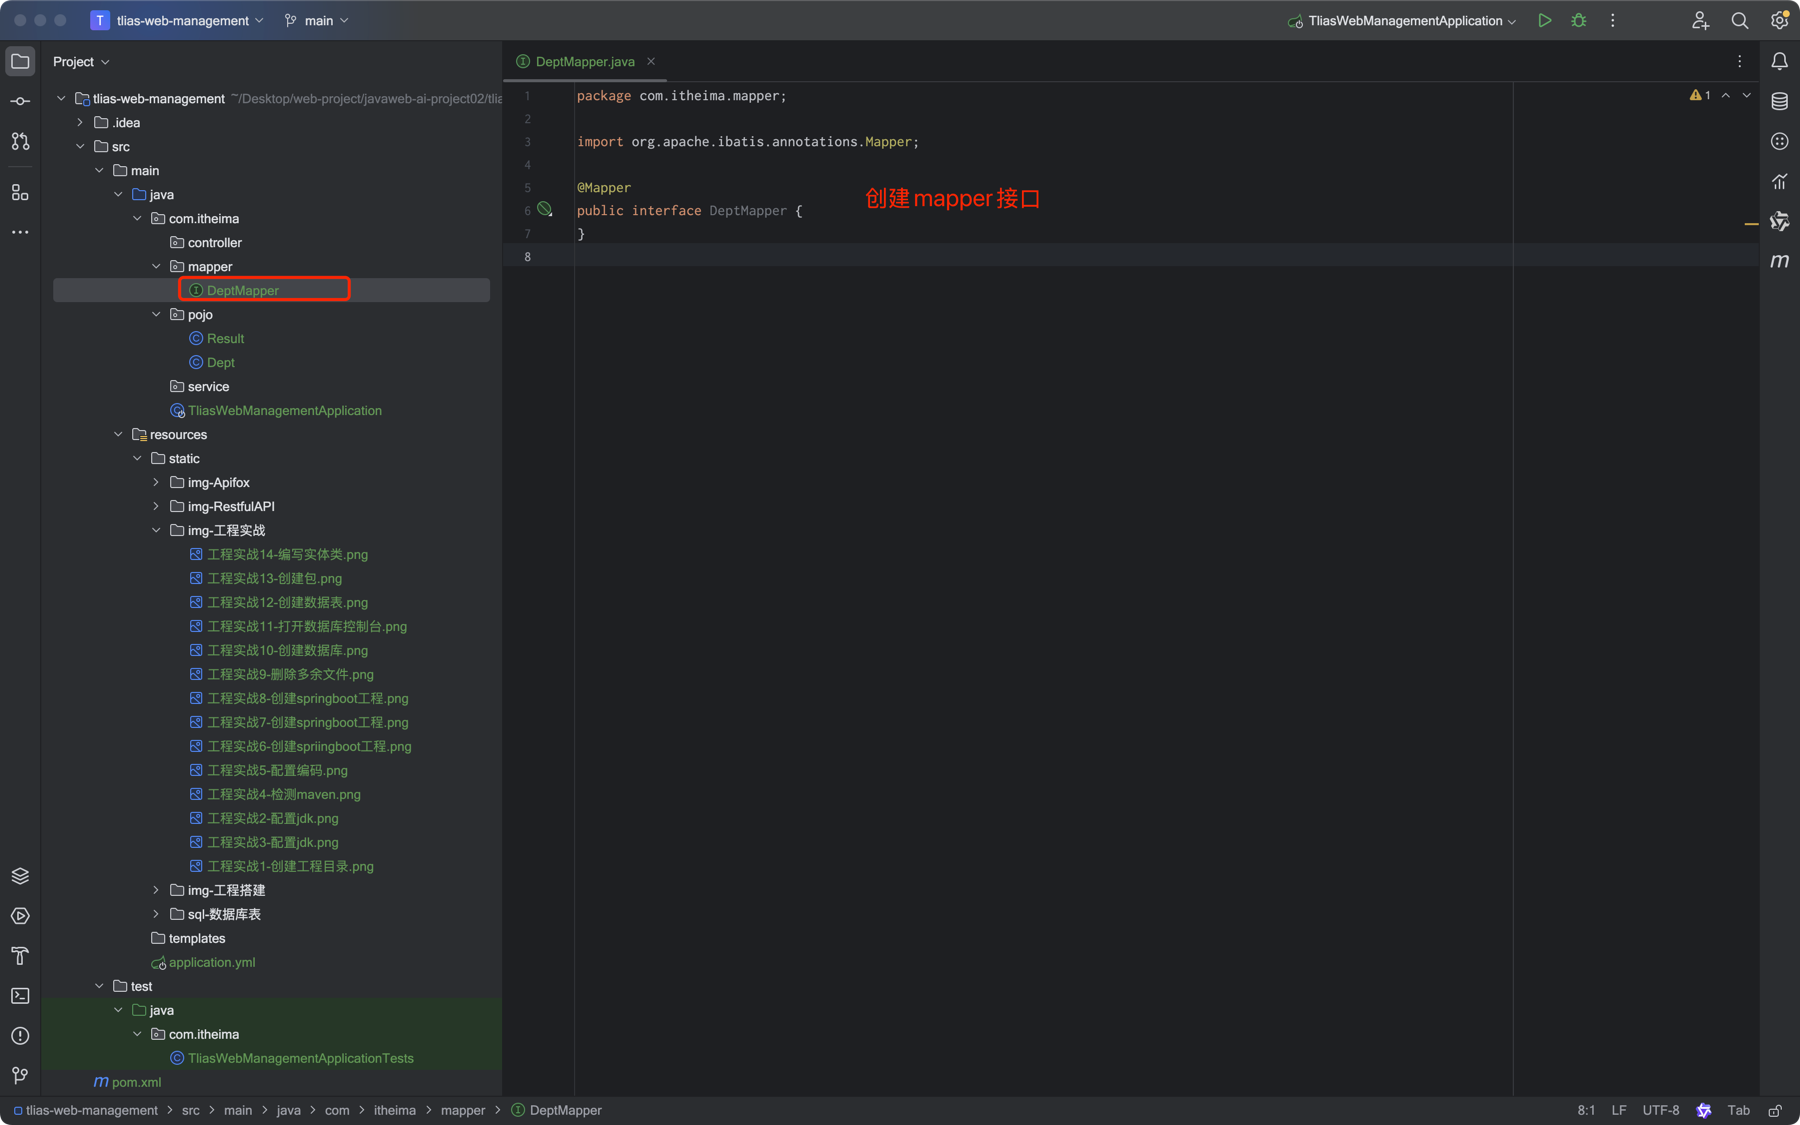 T tlias-web-management main TliasWebManagementApplication
Project
DeptMapper.java
tlias-web-management ~/Desktop/web-project/javaweb-ai-project02/tlia
.idea
src
main
java
com.itheima
controller
mapper
DeptMapper
pojo
Result
Dept
service
TliasWebManagementApplication
resources
static
img-Apifox
img-RestfulAPI
img-工程实战
工程实战14-编写实体类.png
工程实战13-创建包.png
工程实战12-创建数据表.png
工程实战11-打开数据库控制台.png
工程实战10-创建数据库.png
工程实战9-删除多余文件.png
工程实战8-创建springboot工程.png
工程实战7-创建springboot工程.png
工程实战6-创建spriingboot工程.png
工程实战5-配置编码.png
工程实战4-检测maven.png
工程实战2-配置jdk.png
工程实战3-配置jdk.png
工程实战1-创建工程目录.png
img-工程搭建
sql-数据库表
templates
application.yml
test
java
com.itheima
TliasWebManagementApplicationTests
m pom.xml
1 package com.itheima.mapper;
2
3 import org.apache.ibatis.annotations.Mapper;
4
5 @Mapper
6 public interface DeptMapper {
7 }
8
创建mapper接口
1
m
tlias-web-management > src > main > java > com > itheima > mapper > DeptMapper
8:1 LF UTF-8 Tab